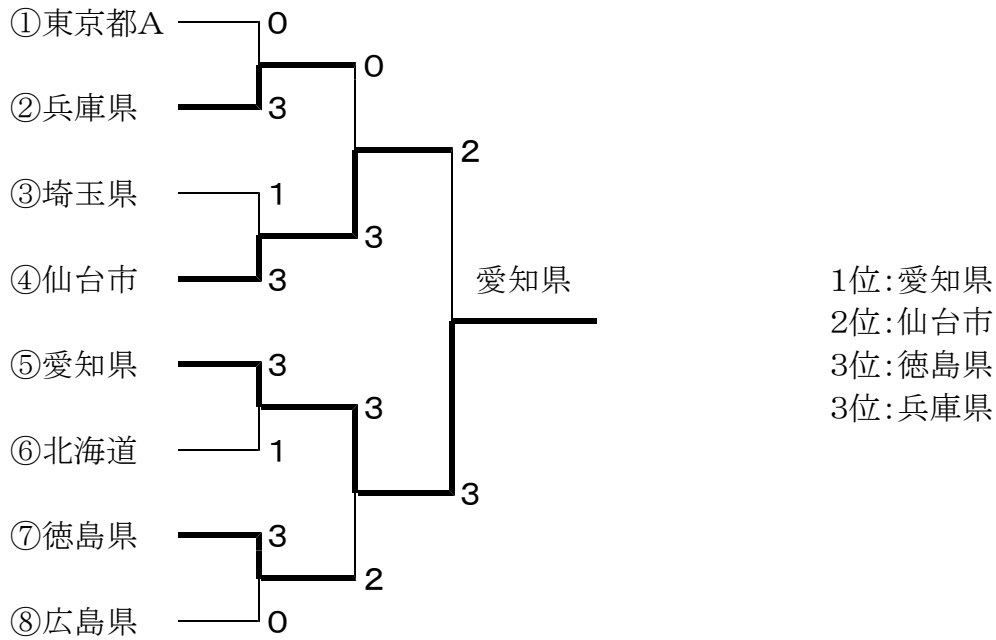 ①東京都A 0
0
②兵庫県 3
2
③埼玉県 1
3
④仙台市 3
愛知県
⑤愛知県 3
3
⑥北海道 1
3
⑦徳島県 3
2
⑧広島県 0
1位:愛知県
2位:仙台市
3位:徳島県
3位:兵庫県